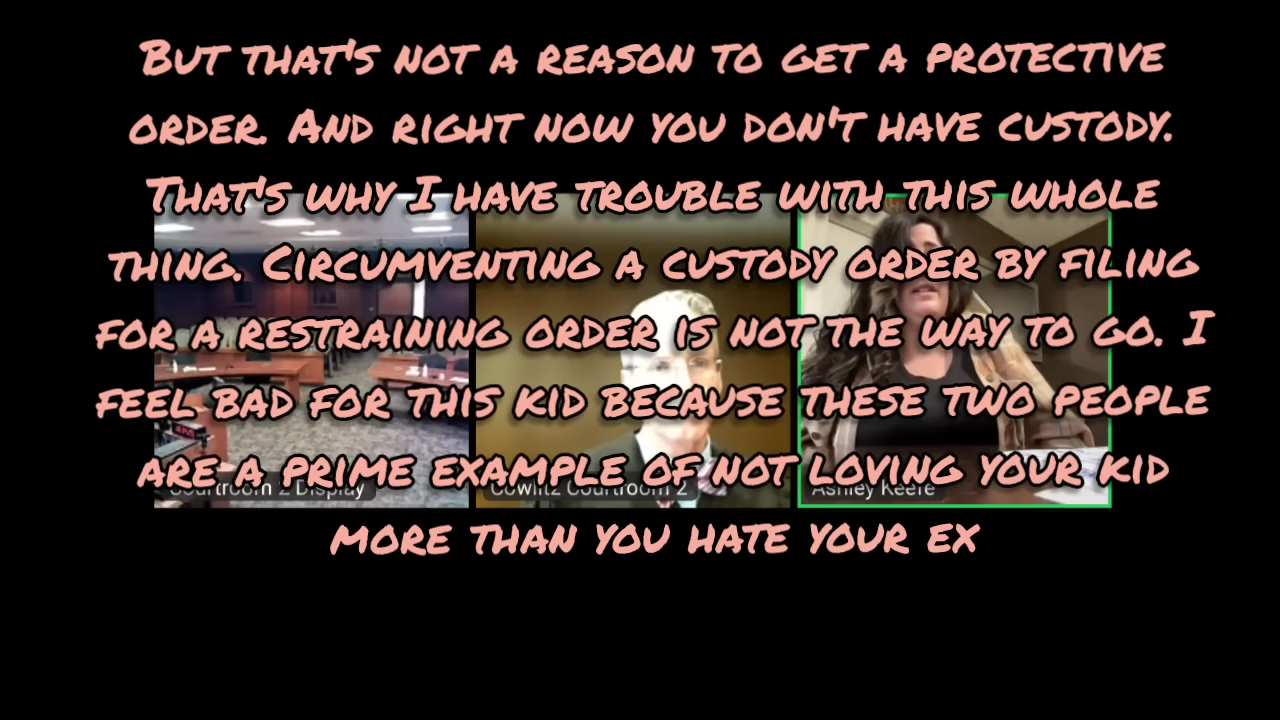 But that's not a reason to get a protective
order. And right now you don't have custody.
That's why I have trouble with this whole
thing. Circumventing a custody order by filing
for a restraining order is not the way to go. I
feel bad for this kid because these two people
are a prime example of not loving your kid
more than you hate your ex
Courtroom 2 Display
Cowlitz Courtroom 2
Ashley Keefe